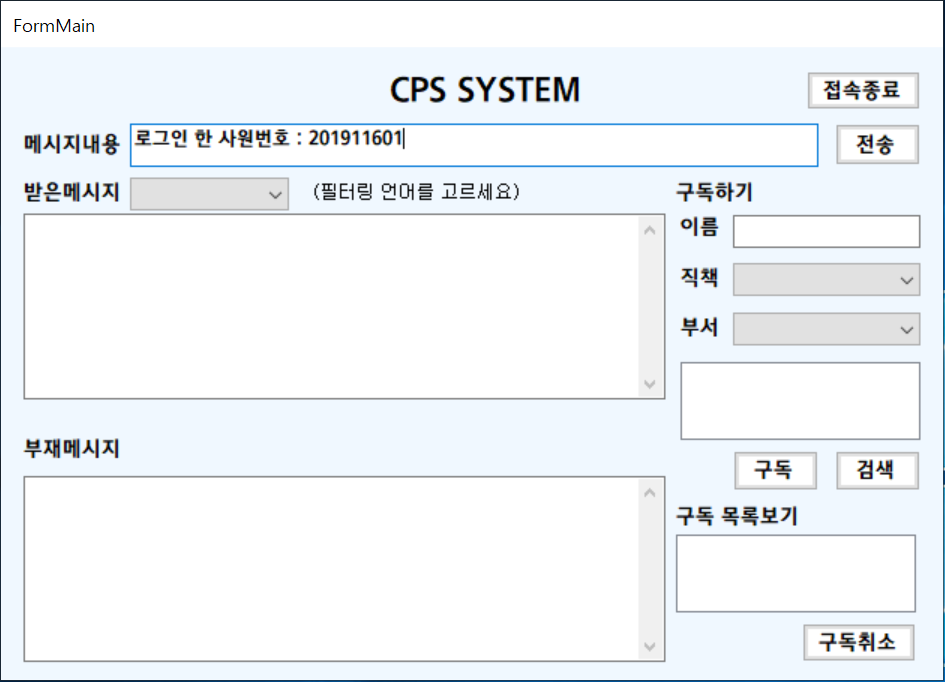 FormMain
CPS SYSTEM
접속종료
메시지내용
로그인 한 사원번호 : 201911601
전송
받은메시지
(필터링 언어를 고르세요)
구독하기
이름
직책
부서
구독
검색
부재메시지
구독 목록보기
구독취소